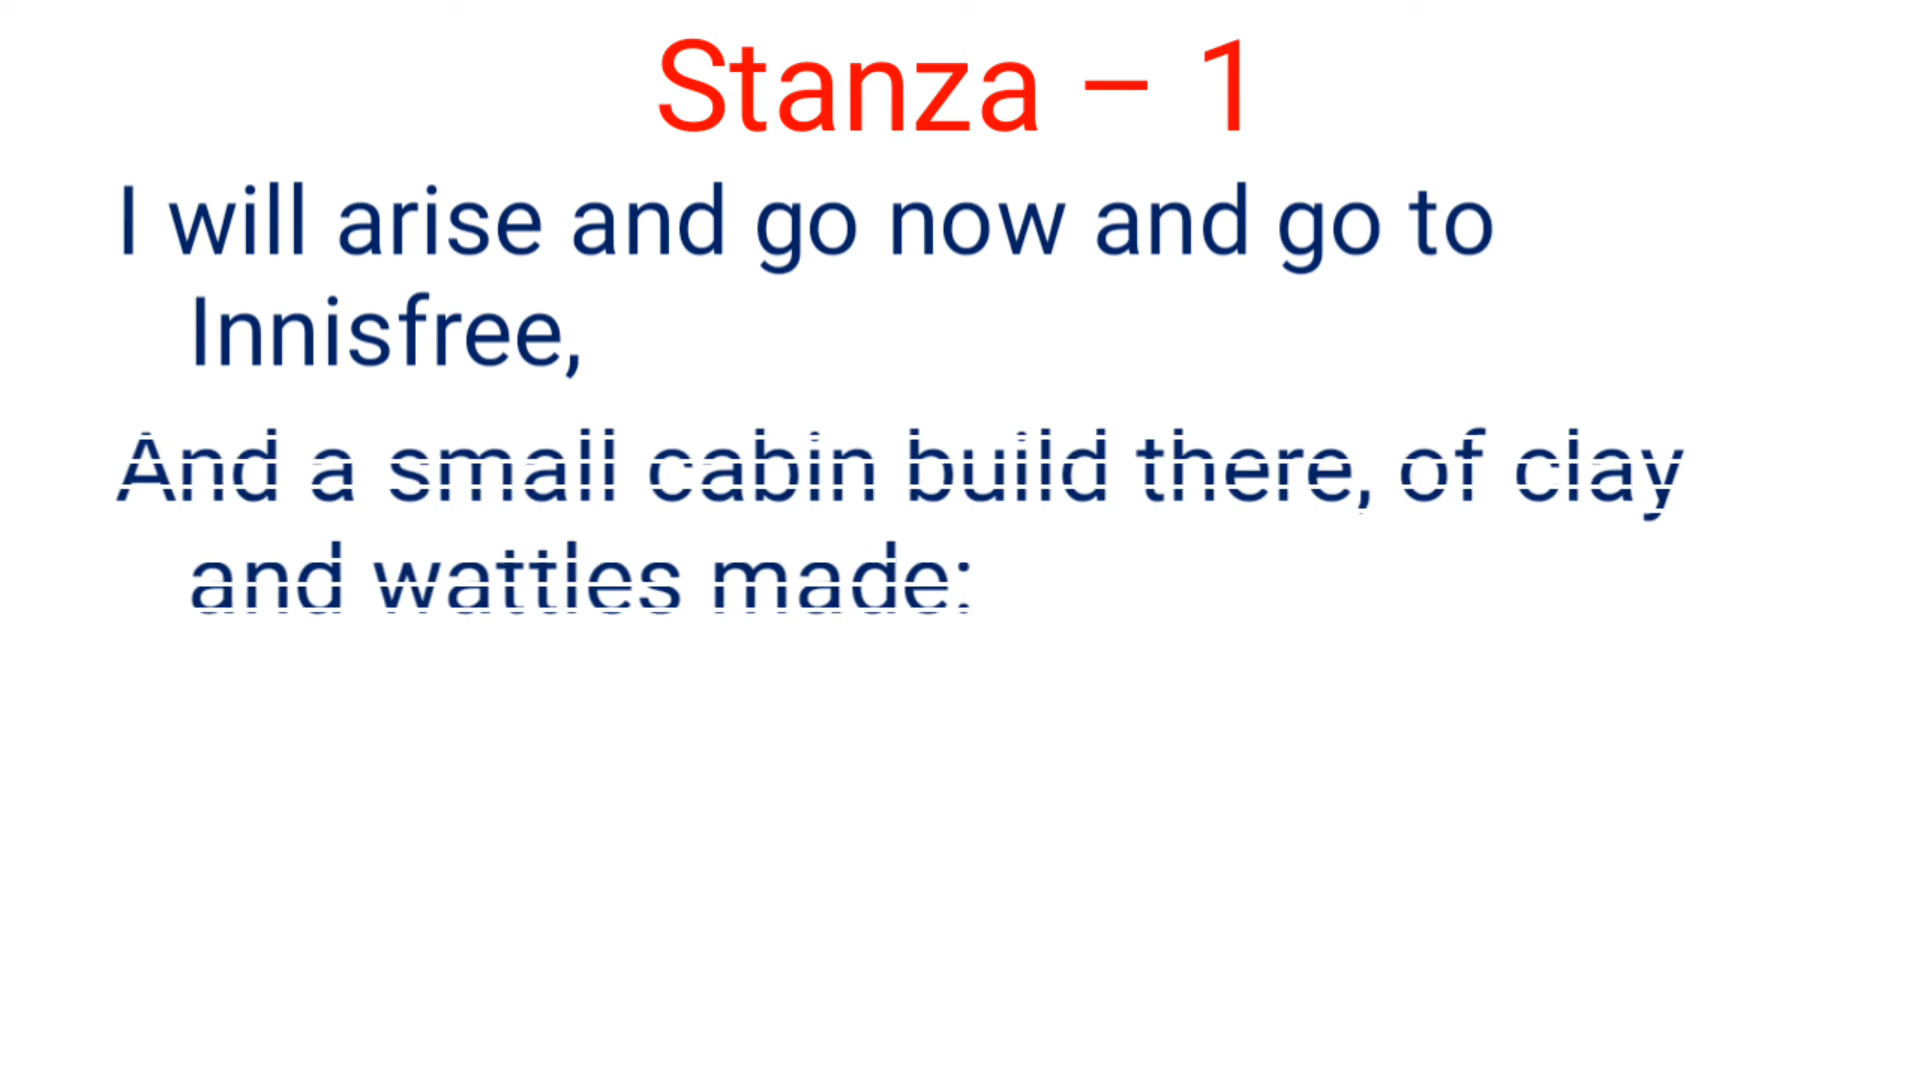 Stanza – 1
I will arise and go now and go to
Innisfree,
And a small cabin build there, of clay
and wattles made: